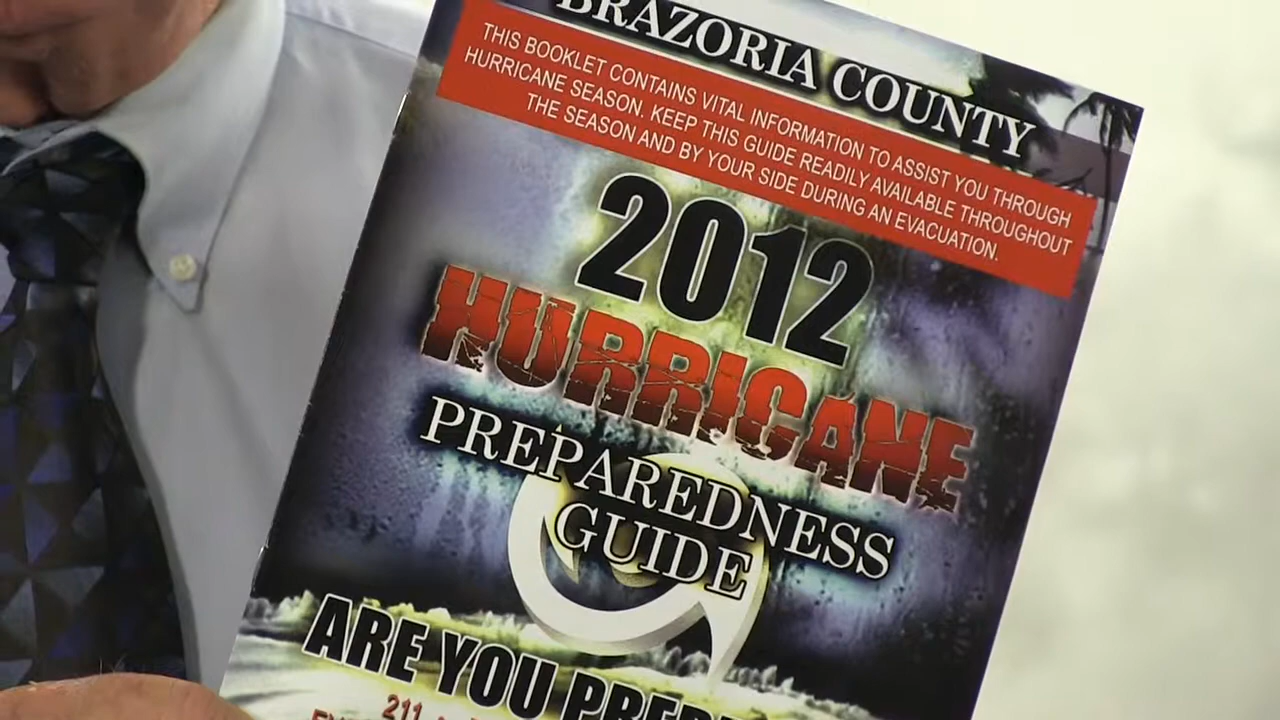 BRAZORIA COUNTY
THIS BOOKLET CONTAINS VITAL INFORMATION TO ASSIST YOU THROUGH
HURRICANE SEASON. KEEP THIS GUIDE READILY AVAILABLE THROUGHOUT
THE SEASON AND BY YOUR SIDE DURING AN EVACUATION.
2012
HURRICANE
PREPAREDNESS
GUIDE
ARE YOU
211